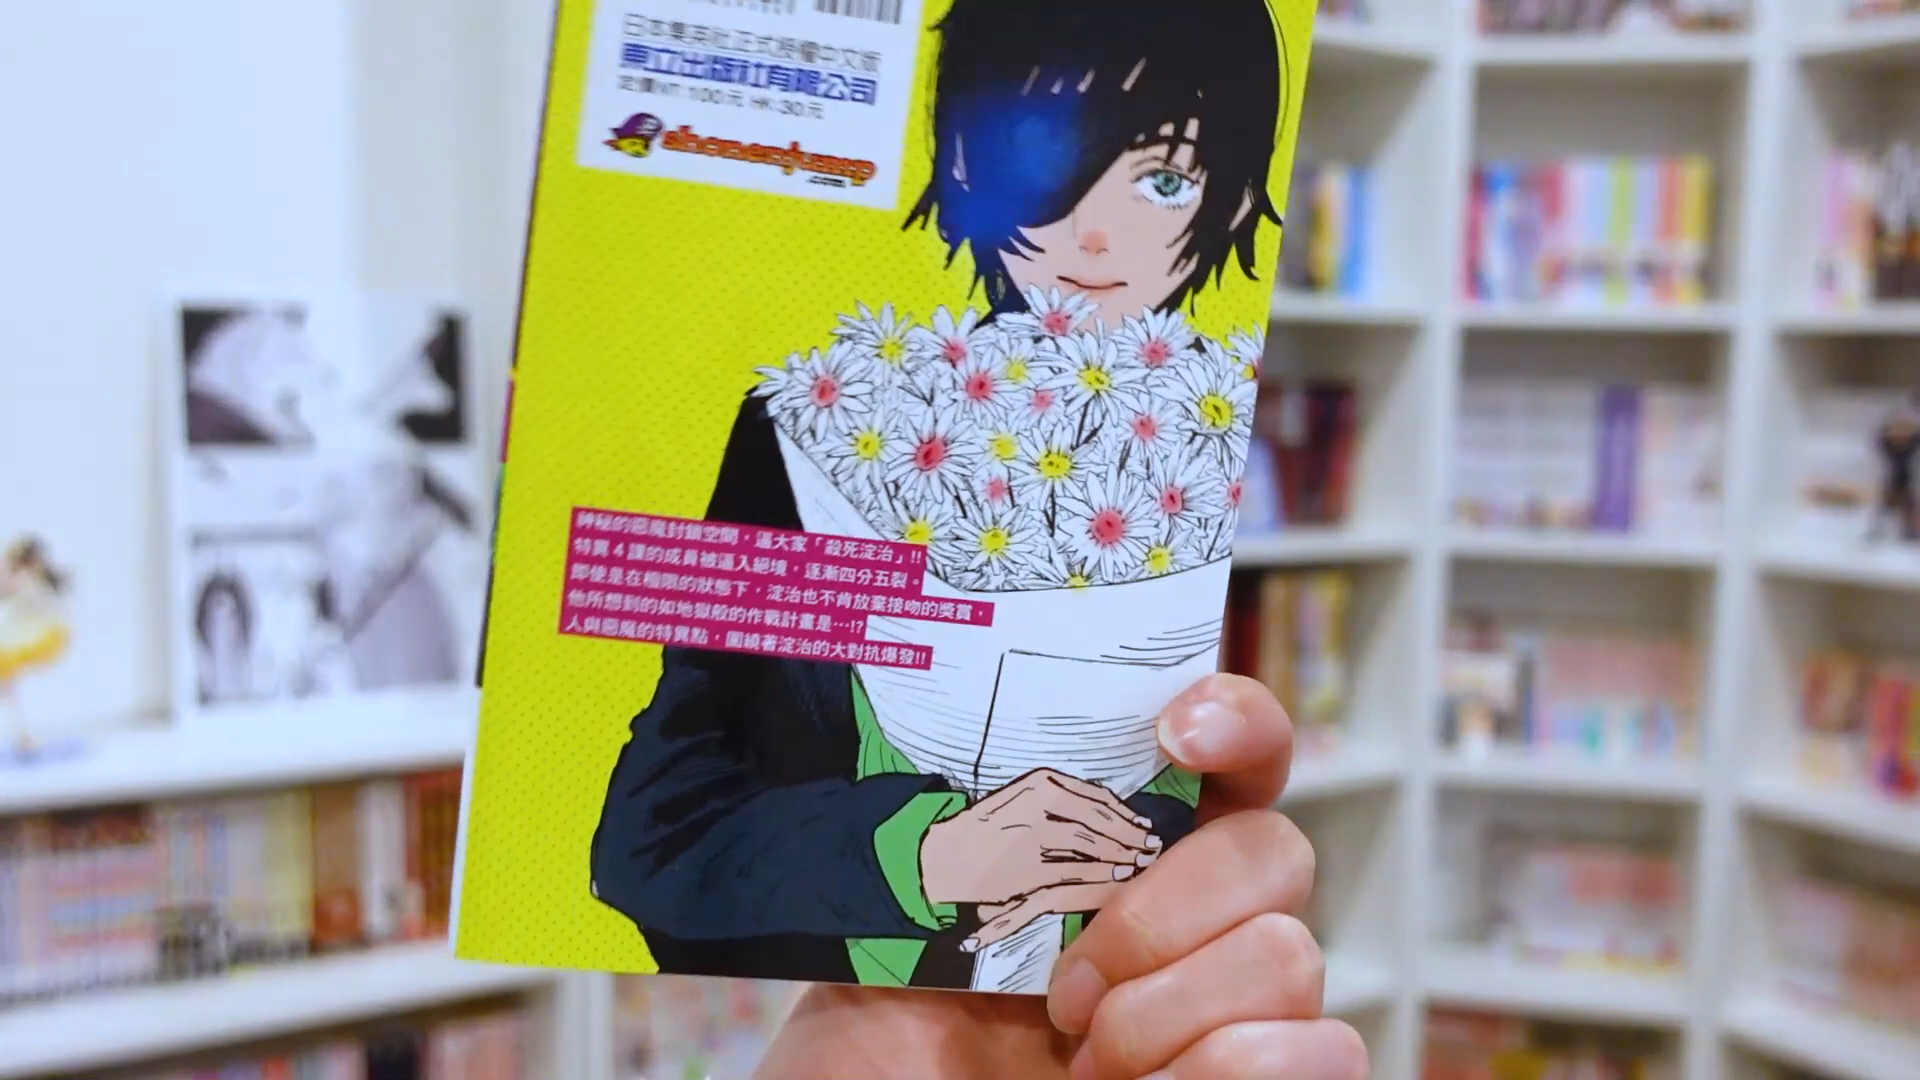 日本集英社正式授權中文版
東立出版社有限公司
定價NT 100元 HK 30元
shonenjump
.com
神秘的惡魔封鎖空間,逼大家「殺死淀治」!!
特異4課的成員被逼入絕境,逐漸四分五裂。
即使是在極限的狀態下,淀治也不肯放棄接吻的獎賞,
他所想到的如地獄般的作戰計畫是…!?
人與惡魔的特異點,圍繞著淀治的大對抗爆發!!